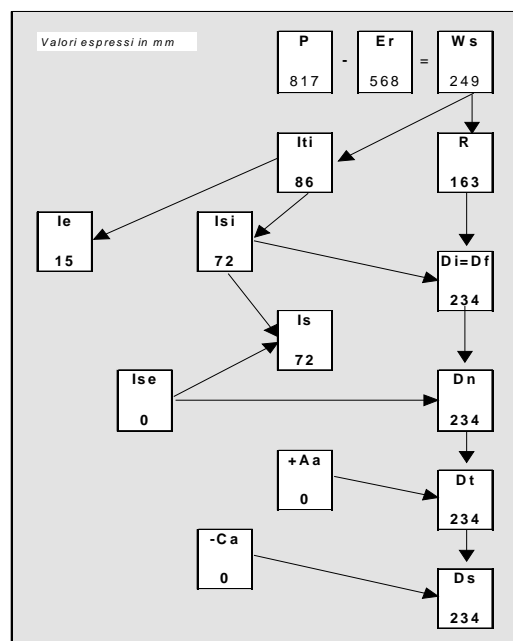 Valori espressi in mm
P - Er = Ws
817 568 249
Iti R
86 163
Ie Isi
15 72
Di=Df
234
Is
72
Ise Dn
0 234
+Aa Dt
0 234
-Ca Ds
0 234